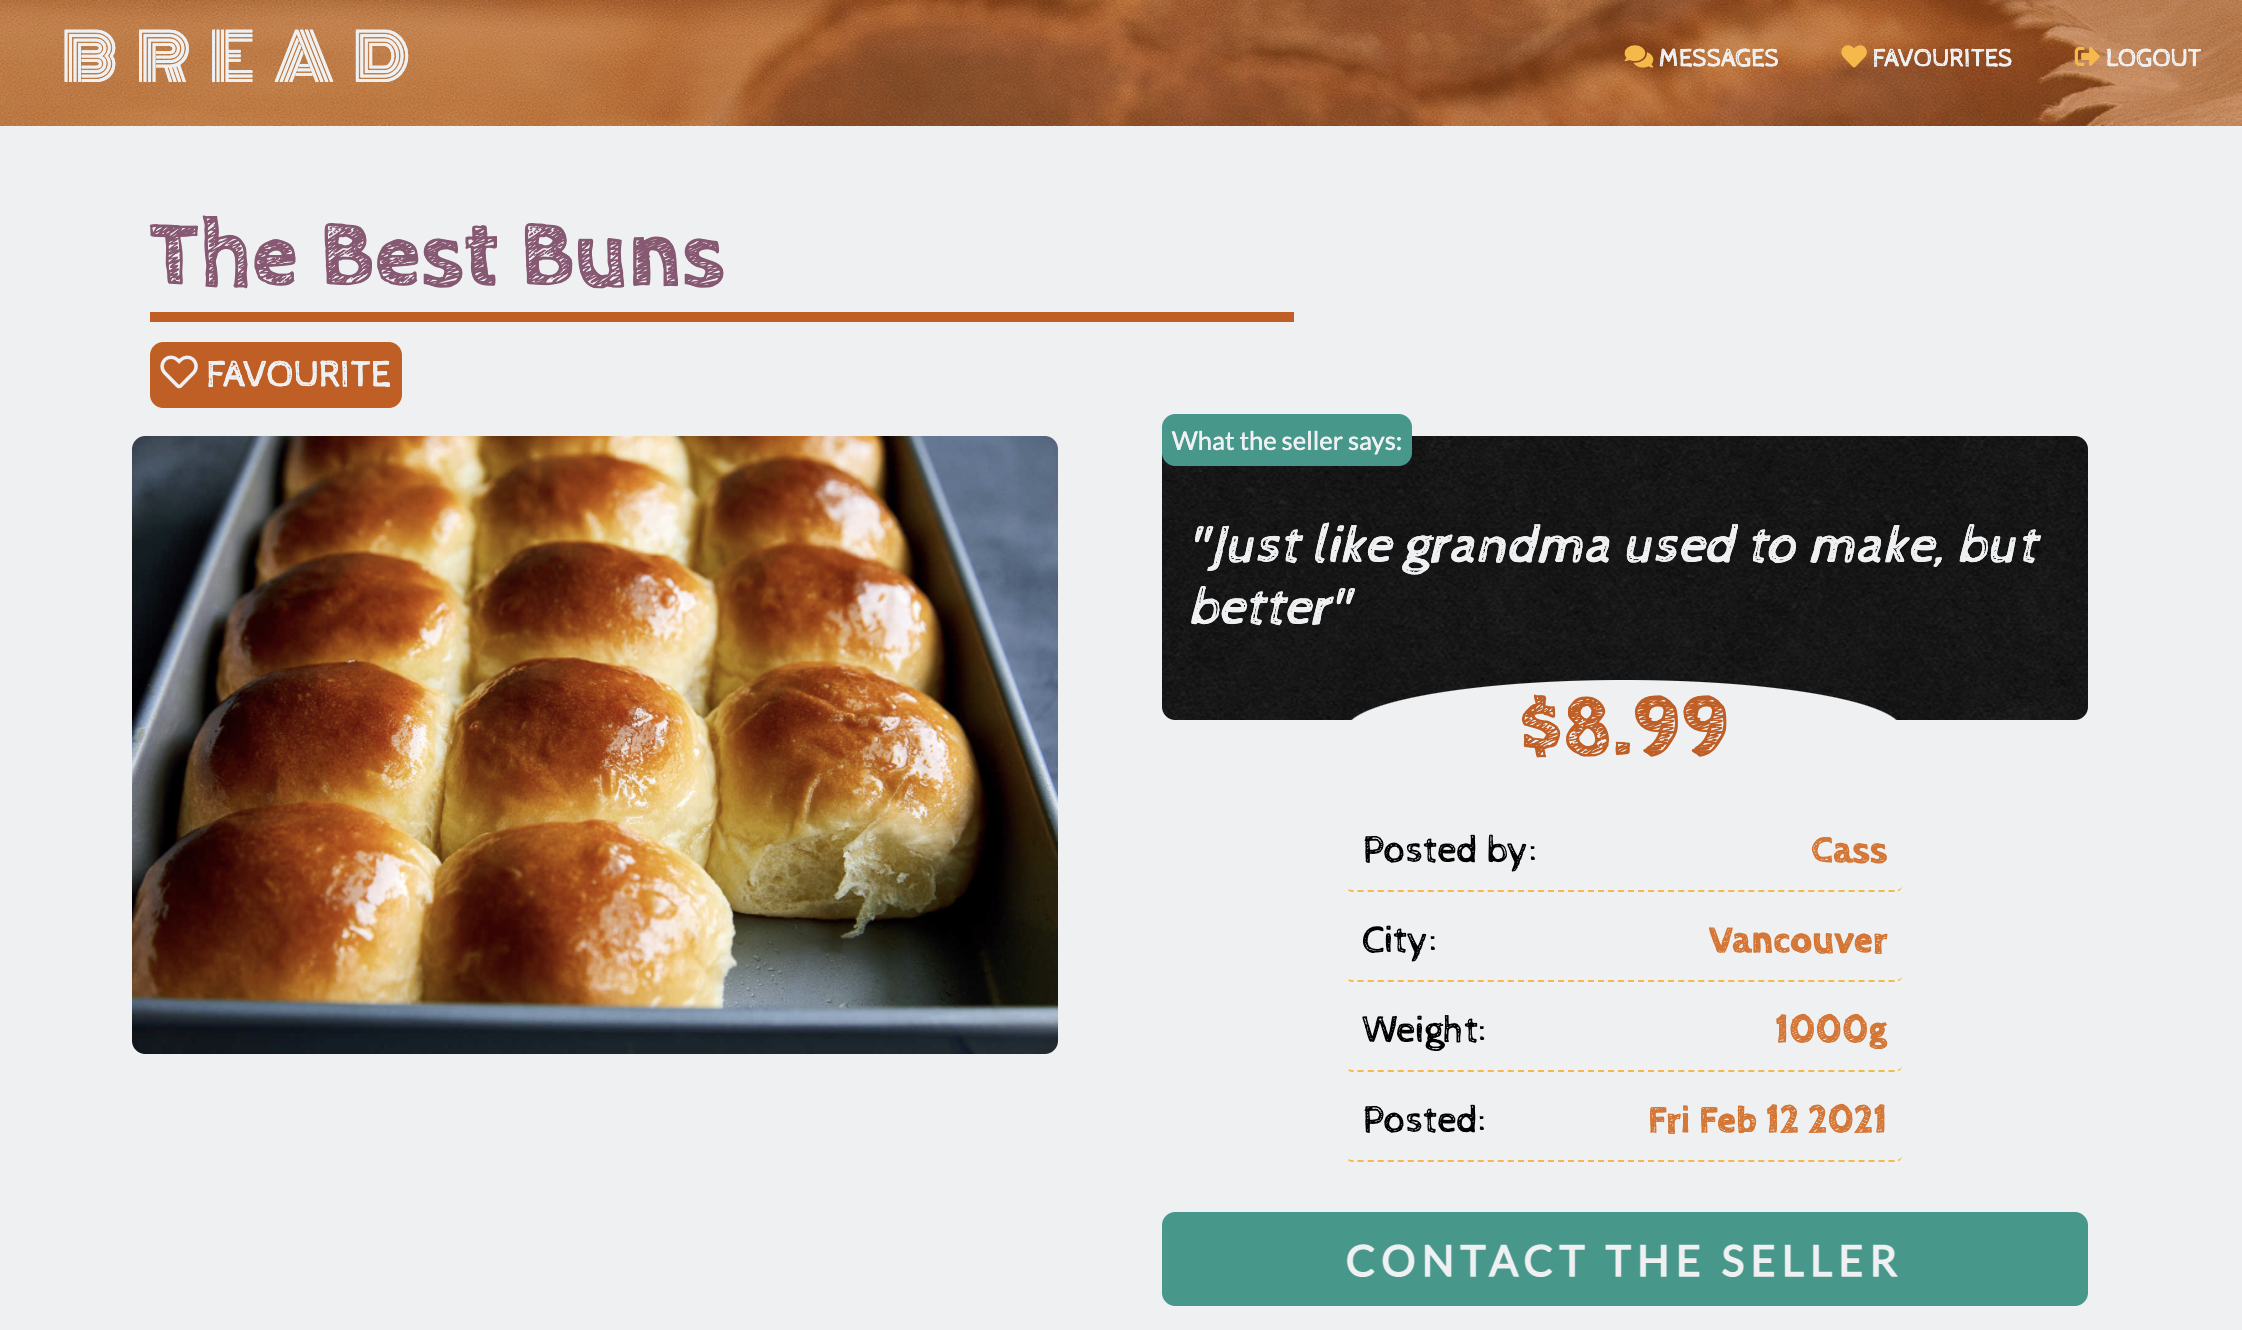 BREAD
MESSAGES FAVOURITES LOGOUT
The Best Buns
FAVOURITE
What the seller says:
"Just like grandma used to make, but
better"
$8.99
Posted by: Cass
City: Vancouver
Weight: 1000g
Posted: Fri Feb 12 2021
CONTACT THE SELLER